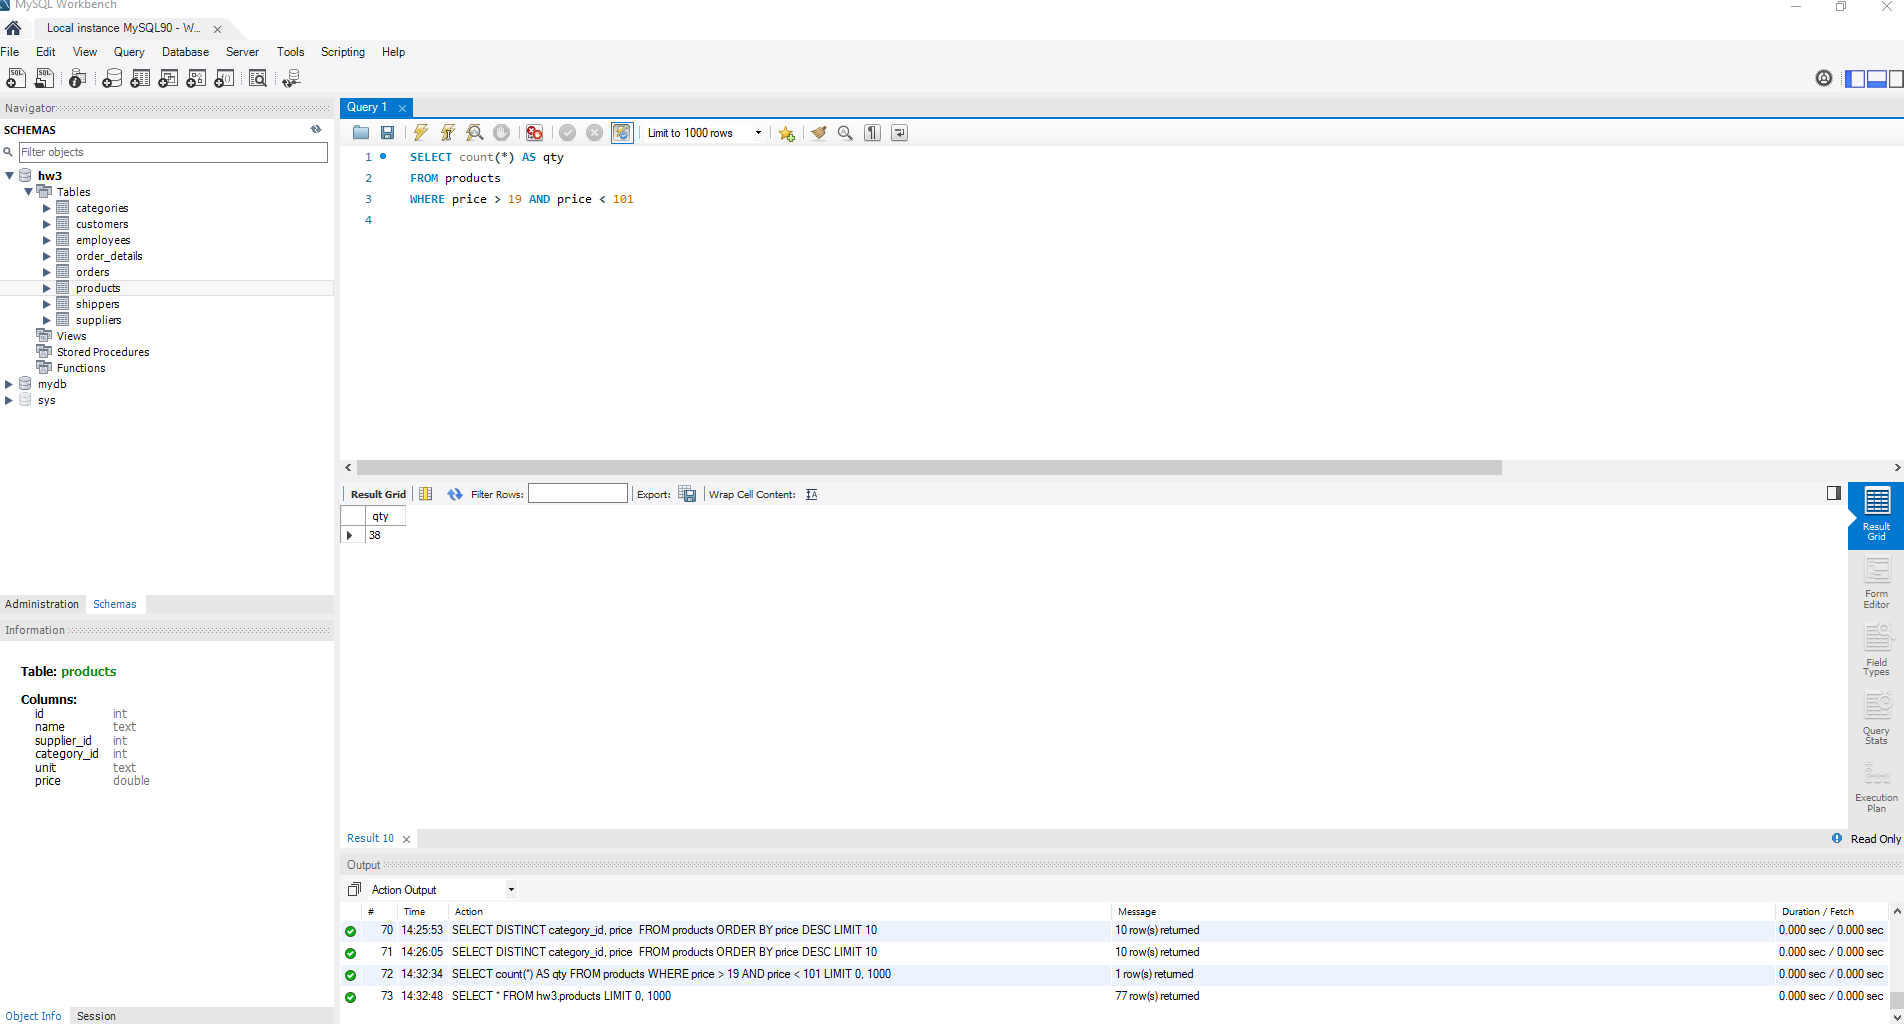 MySQL Workbench
Local instance MySQL90 - W...
File Edit View Query Database Server Tools Scripting Help
Navigator
SCHEMAS
Filter objects
hw3
Tables
categories
customers
employees
order_details
orders
products
shippers
suppliers
Views
Stored Procedures
Functions
mydb
sys
Administration Schemas
Information
Table: products
Columns:
id int
name text
supplier_id int
category_id int
unit text
price double
Object Info Session
Query 1
Limit to 1000 rows
1 SELECT count(*) AS qty
2 FROM products
3 WHERE price > 19 AND price < 101
4
Result Grid Filter Rows: Export: Wrap Cell Content:
qty
38
Result Grid
Form Editor
Field Types
Query Stats
Execution Plan
Result 10 Read Only
Output
Action Output
# Time Action Message Duration / Fetch
70 14:25:53 SELECT DISTINCT category_id, price FROM products ORDER BY price DESC LIMIT 10 10 row(s) returned 0.000 sec / 0.000 sec
71 14:26:05 SELECT DISTINCT category_id, price FROM products ORDER BY price DESC LIMIT 10 10 row(s) returned 0.000 sec / 0.000 sec
72 14:32:34 SELECT count(*) AS qty FROM products WHERE price > 19 AND price < 101 LIMIT 0, 1000 1 row(s) returned 0.000 sec / 0.000 sec
73 14:32:48 SELECT * FROM hw3.products LIMIT 0, 1000 77 row(s) returned 0.000 sec / 0.000 sec